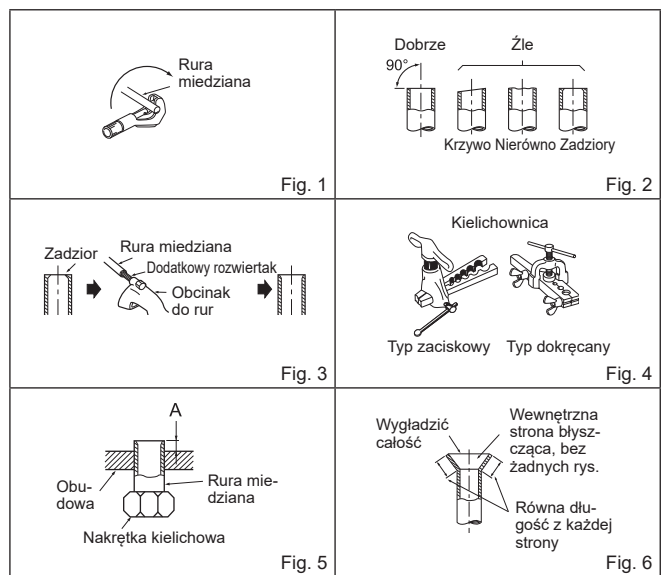 Rura
miedziana
Fig. 1
Dobrze
Źle
90°
Krzywo Nierówno Zadziory
Fig. 2
Zadzior
Rura miedziana
Dodatkowy rozwiertak
Obcinak
do rur
Fig. 3
Kielichownica
Typ zaciskowy
Typ dokręcany
Fig. 4
A
Obu-
dowa
Rura mie-
dziana
Nakrętka kielichowa
Fig. 5
Wygładzić
całość
Wewnętrzna
strona błysz-
cząca, bez
żadnych rys.
Równa dłu-
gość z każdej
strony
Fig. 6